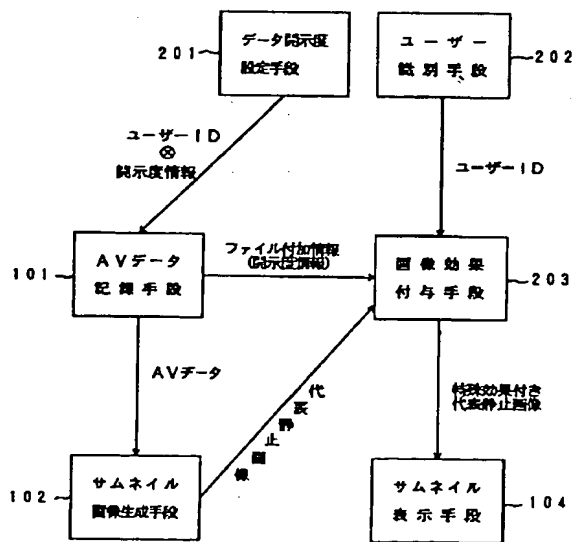 201
データ開示度
設定手段
ユーザー
識別手段
202
ユーザーID
⊗
開示度情報
ユーザーID
101
AVデータ
記録手段
ファイル付加情報
(開示度情報)
画像効果
付与手段
203
AVデータ
代表静止画像
特殊効果付き
代表静止画像
102
サムネイル
画像生成手段
サムネイル
表示手段
104